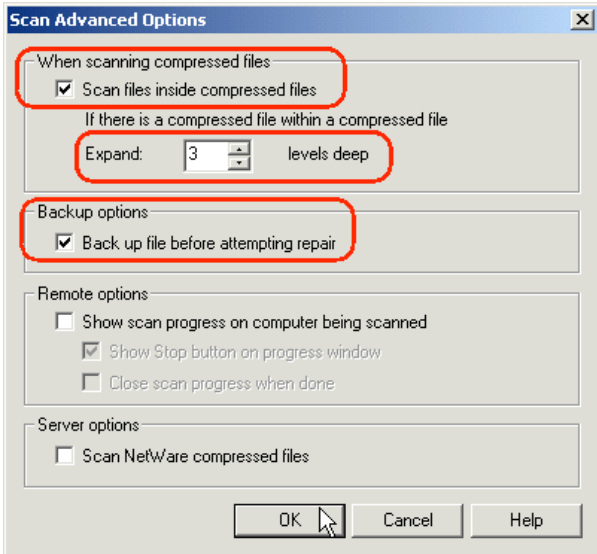 Scan Advanced Options
When scanning compressed files
Scan files inside compressed files
If there is a compressed file within a compressed file
Expand: 3 levels deep
Backup options
Back up file before attempting repair
Remote options
Show scan progress on computer being scanned
Show Stop button on progress window
Close scan progress when done
Server options
Scan NetWare compressed files
OK Cancel Help